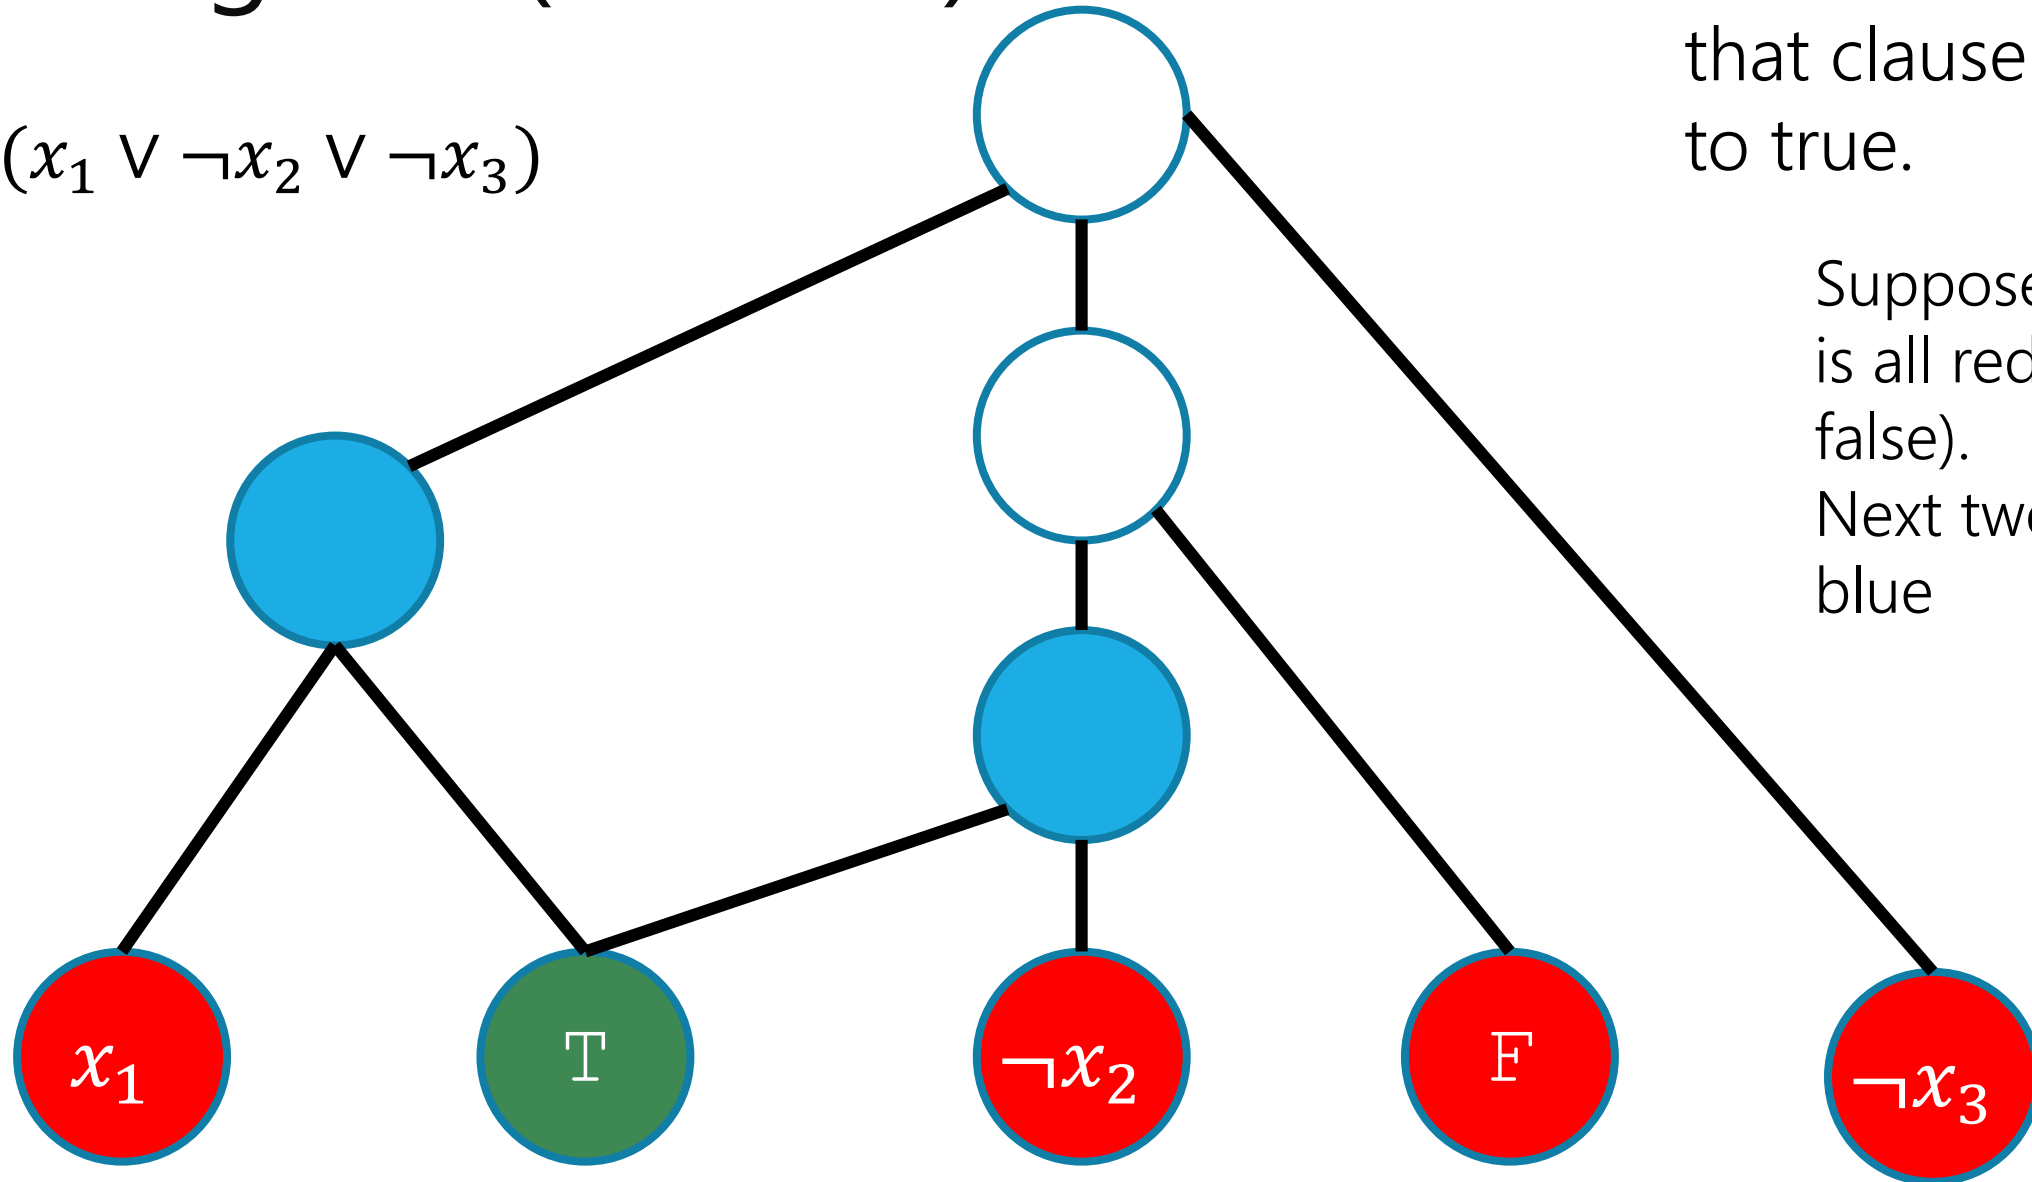 that clause
to true.
(𝑥₁ ∨ ¬𝑥₂ ∨ ¬𝑥₃)
Suppose
is all red
false).
Next two
blue
𝑥₁
T
¬𝑥₂
F
¬𝑥₃